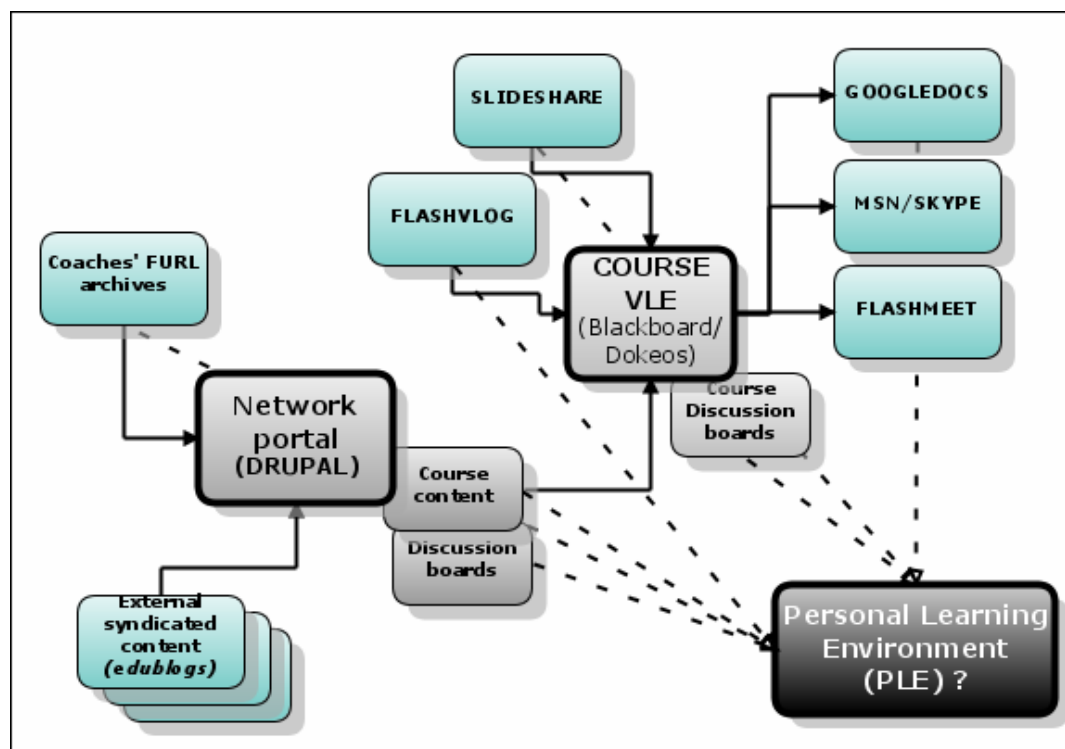 SLIDESHARE
GOOGLEDOCS
FLASHVLOG
MSN/SKYPE
Coaches' FURL
archives
COURSE
VLE
(Blackboard/
Dokeos)
FLASHMEET
Network
portal
(DRUPAL)
Course
Discussion
boards
Course
content
Discussion
boards
External
syndicated
content
(edublogs)
Personal Learning
Environment
(PLE) ?